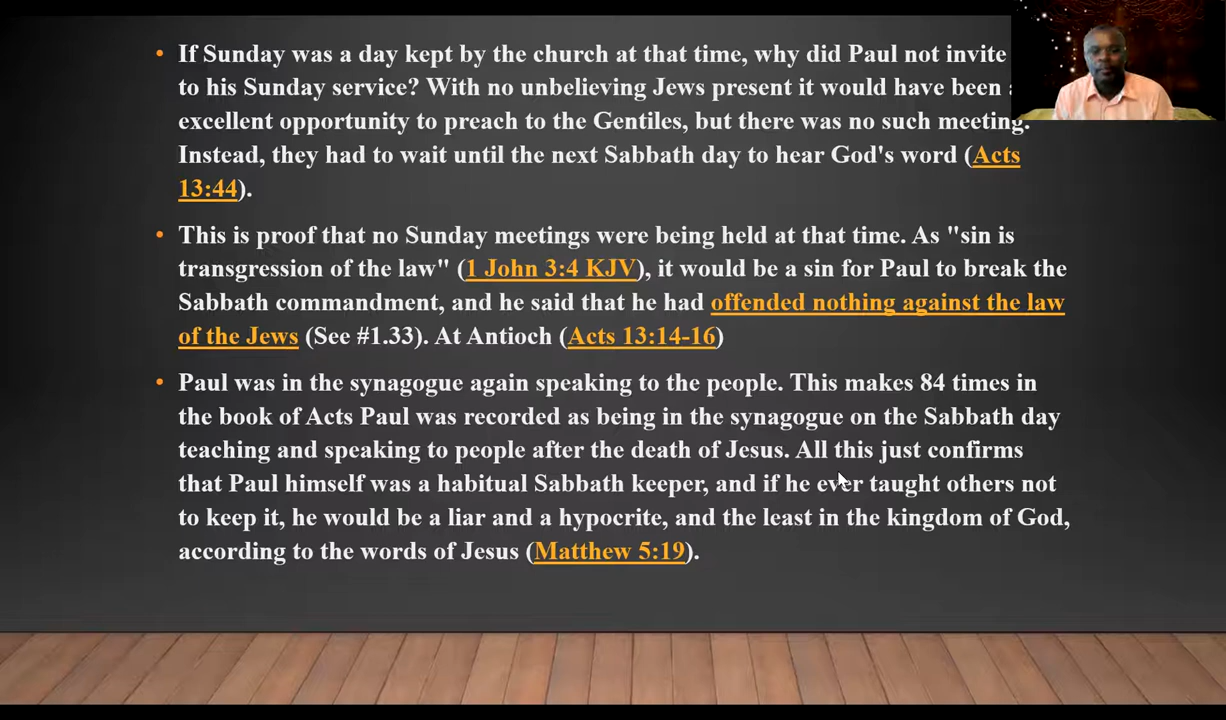 If Sunday was a day kept by the church at that time, why did Paul not invite
to his Sunday service? With no unbelieving Jews present it would have been
excellent opportunity to preach to the Gentiles, but there was no such meeting.
Instead, they had to wait until the next Sabbath day to hear God's word (Acts
13:44).
This is proof that no Sunday meetings were being held at that time. As "sin is
transgression of the law" (1 John 3:4 KJV), it would be a sin for Paul to break the
Sabbath commandment, and he said that he had offended nothing against the law
of the Jews (See #1.33). At Antioch (Acts 13:14-16)
Paul was in the synagogue again speaking to the people. This makes 84 times in
the book of Acts Paul was recorded as being in the synagogue on the Sabbath day
teaching and speaking to people after the death of Jesus. All this just confirms
that Paul himself was a habitual Sabbath keeper, and if he ever taught others not
to keep it, he would be a liar and a hypocrite, and the least in the kingdom of God,
according to the words of Jesus (Matthew 5:19).